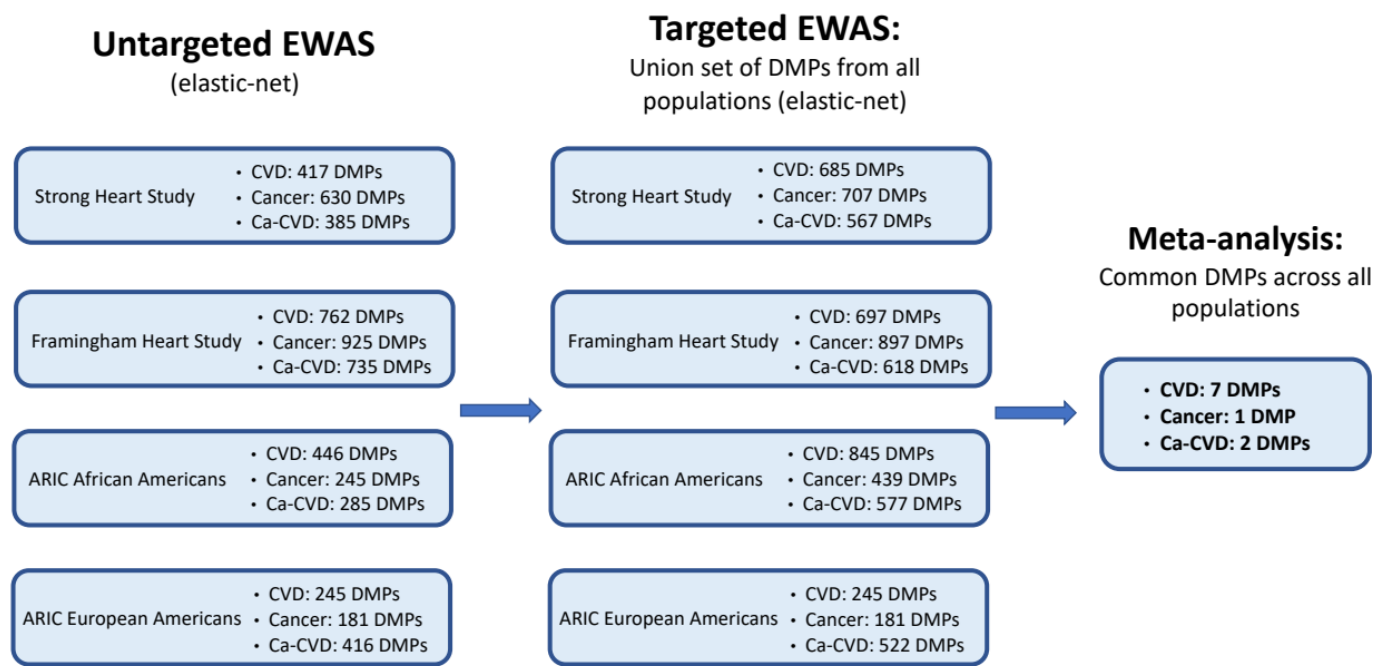 Untargeted EWAS
(elastic-net)
Strong Heart Study
• CVD: 417 DMPs
• Cancer: 630 DMPs
• Ca-CVD: 385 DMPs
Framingham Heart Study
• CVD: 762 DMPs
• Cancer: 925 DMPs
• Ca-CVD: 735 DMPs
ARIC African Americans
• CVD: 446 DMPs
• Cancer: 245 DMPs
• Ca-CVD: 285 DMPs
ARIC European Americans
• CVD: 245 DMPs
• Cancer: 181 DMPs
• Ca-CVD: 416 DMPs
Targeted EWAS:
Union set of DMPs from all
populations (elastic-net)
Strong Heart Study
• CVD: 685 DMPs
• Cancer: 707 DMPs
• Ca-CVD: 567 DMPs
Framingham Heart Study
• CVD: 697 DMPs
• Cancer: 897 DMPs
• Ca-CVD: 618 DMPs
ARIC African Americans
• CVD: 845 DMPs
• Cancer: 439 DMPs
• Ca-CVD: 577 DMPs
ARIC European Americans
• CVD: 245 DMPs
• Cancer: 181 DMPs
• Ca-CVD: 522 DMPs
Meta-analysis:
Common DMPs across all
populations
• CVD: 7 DMPs
• Cancer: 1 DMP
• Ca-CVD: 2 DMPs